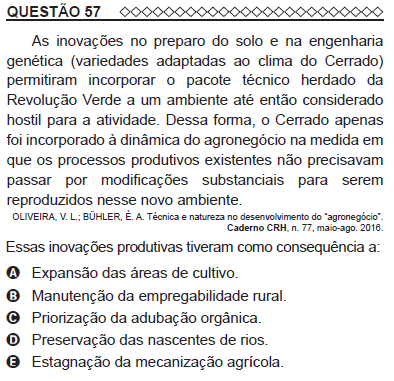 QUESTÃO 57
As inovações no preparo do solo e na engenharia
genética (variedades adaptadas ao clima do Cerrado)
permitiram incorporar o pacote técnico herdado da
Revolução Verde a um ambiente até então considerado
hostil para a atividade. Dessa forma, o Cerrado apenas
foi incorporado à dinâmica do agronegócio na medida em
que os processos produtivos existentes não precisavam
passar por modificações substanciais para serem
reproduzidos nesse novo ambiente.
OLIVEIRA, V. L.; BÜHLER, È. A. Técnica e natureza no desenvolvimento do “agronegócio”.
Caderno CRH, n. 77, maio-ago. 2016.
Essas inovações produtivas tiveram como consequência a:
A Expansão das áreas de cultivo.
B Manutenção da empregabilidade rural.
C Priorização da adubação orgânica.
D Preservação das nascentes de rios.
E Estagnação da mecanização agrícola.